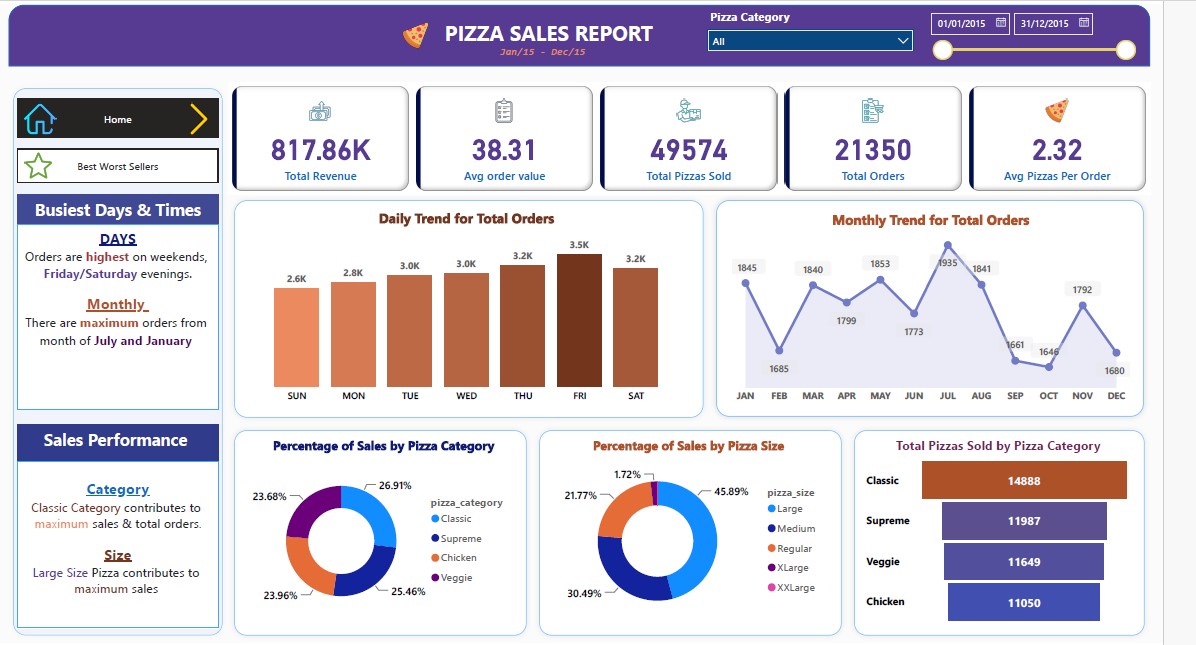 PIZZA SALES REPORT
Jan/15 - Dec/15
Pizza Category
All
01/01/2015
31/12/2015
Home
Best Worst Sellers
Busiest Days & Times
DAYS
Orders are highest on weekends,
Friday/Saturday evenings.
Monthly
There are maximum orders from
month of July and January
Sales Performance
Category
Classic Category contributes to
maximum sales & total orders.
Size
Large Size Pizza contributes to
maximum sales
817.86K
Total Revenue
38.31
Avg order value
49574
Total Pizzas Sold
21350
Total Orders
2.32
Avg Pizzas Per Order
Daily Trend for Total Orders
2.6K
2.8K
3.0K
3.0K
3.2K
3.5K
3.2K
SUN MON TUE WED THU FRI SAT
Monthly Trend for Total Orders
1845
1685
1840
1799
1853
1773
1935
1841
1661
1646
1792
1680
JAN FEB MAR APR MAY JUN JUL AUG SEP OCT NOV DEC
Percentage of Sales by Pizza Category
26.91%
25.46%
23.96%
23.68%
pizza_category
Classic
Supreme
Chicken
Veggie
Percentage of Sales by Pizza Size
45.89%
30.49%
21.77%
1.72%
pizza_size
Large
Medium
Regular
XLarge
XXLarge
Total Pizzas Sold by Pizza Category
Classic 14888
Supreme 11987
Veggie 11649
Chicken 11050